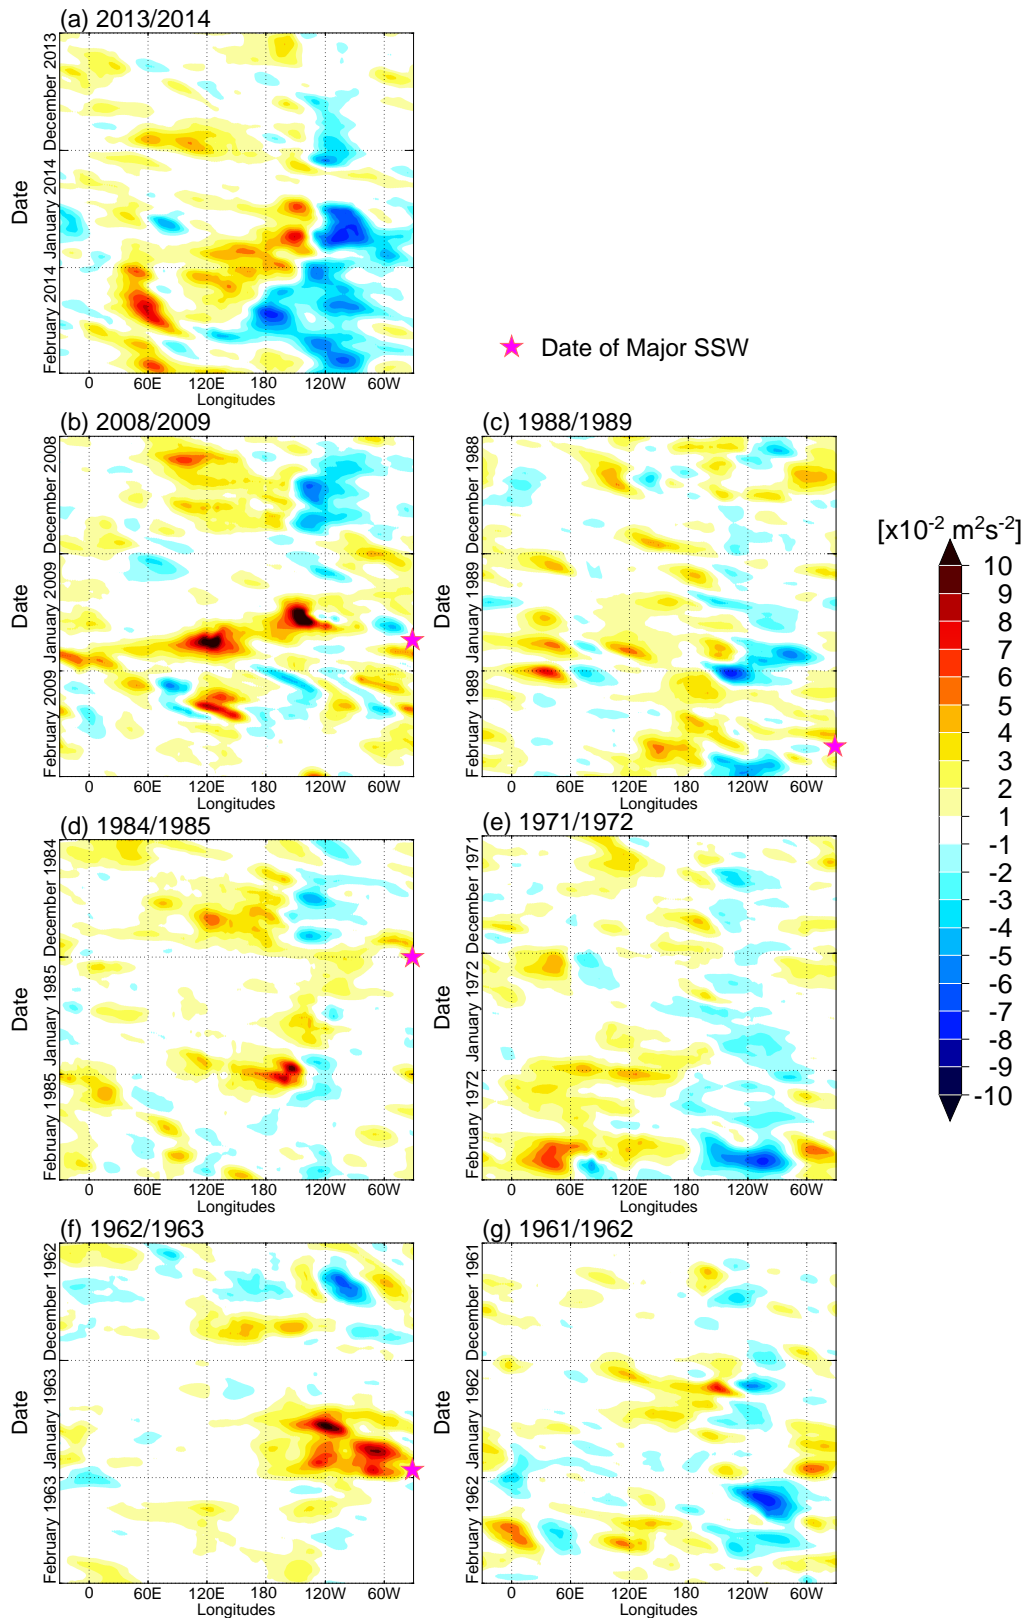 (a) 2013/2014
Date
December 2013
January 2014
February 2014
0 60E 120E 180 120W 60W
Longitudes
★ Date of Major SSW
(b) 2008/2009
Date
December 2008
January 2009
February 2009
0 60E 120E 180 120W 60W
Longitudes
(c) 1988/1989
Date
December 1988
January 1989
February 1989
0 60E 120E 180 120W 60W
Longitudes
[x10⁻² m²s⁻²]
10
9
8
7
6
5
4
3
2
1
-1
-2
-3
-4
-5
-6
-7
-8
-9
-10
(d) 1984/1985
Date
December 1984
January 1985
February 1985
0 60E 120E 180 120W 60W
Longitudes
(e) 1971/1972
Date
December 1971
January 1972
February 1972
0 60E 120E 180 120W 60W
Longitudes
(f) 1962/1963
Date
December 1962
January 1963
February 1963
0 60E 120E 180 120W 60W
Longitudes
(g) 1961/1962
Date
December 1961
January 1962
February 1962
0 60E 120E 180 120W 60W
Longitudes